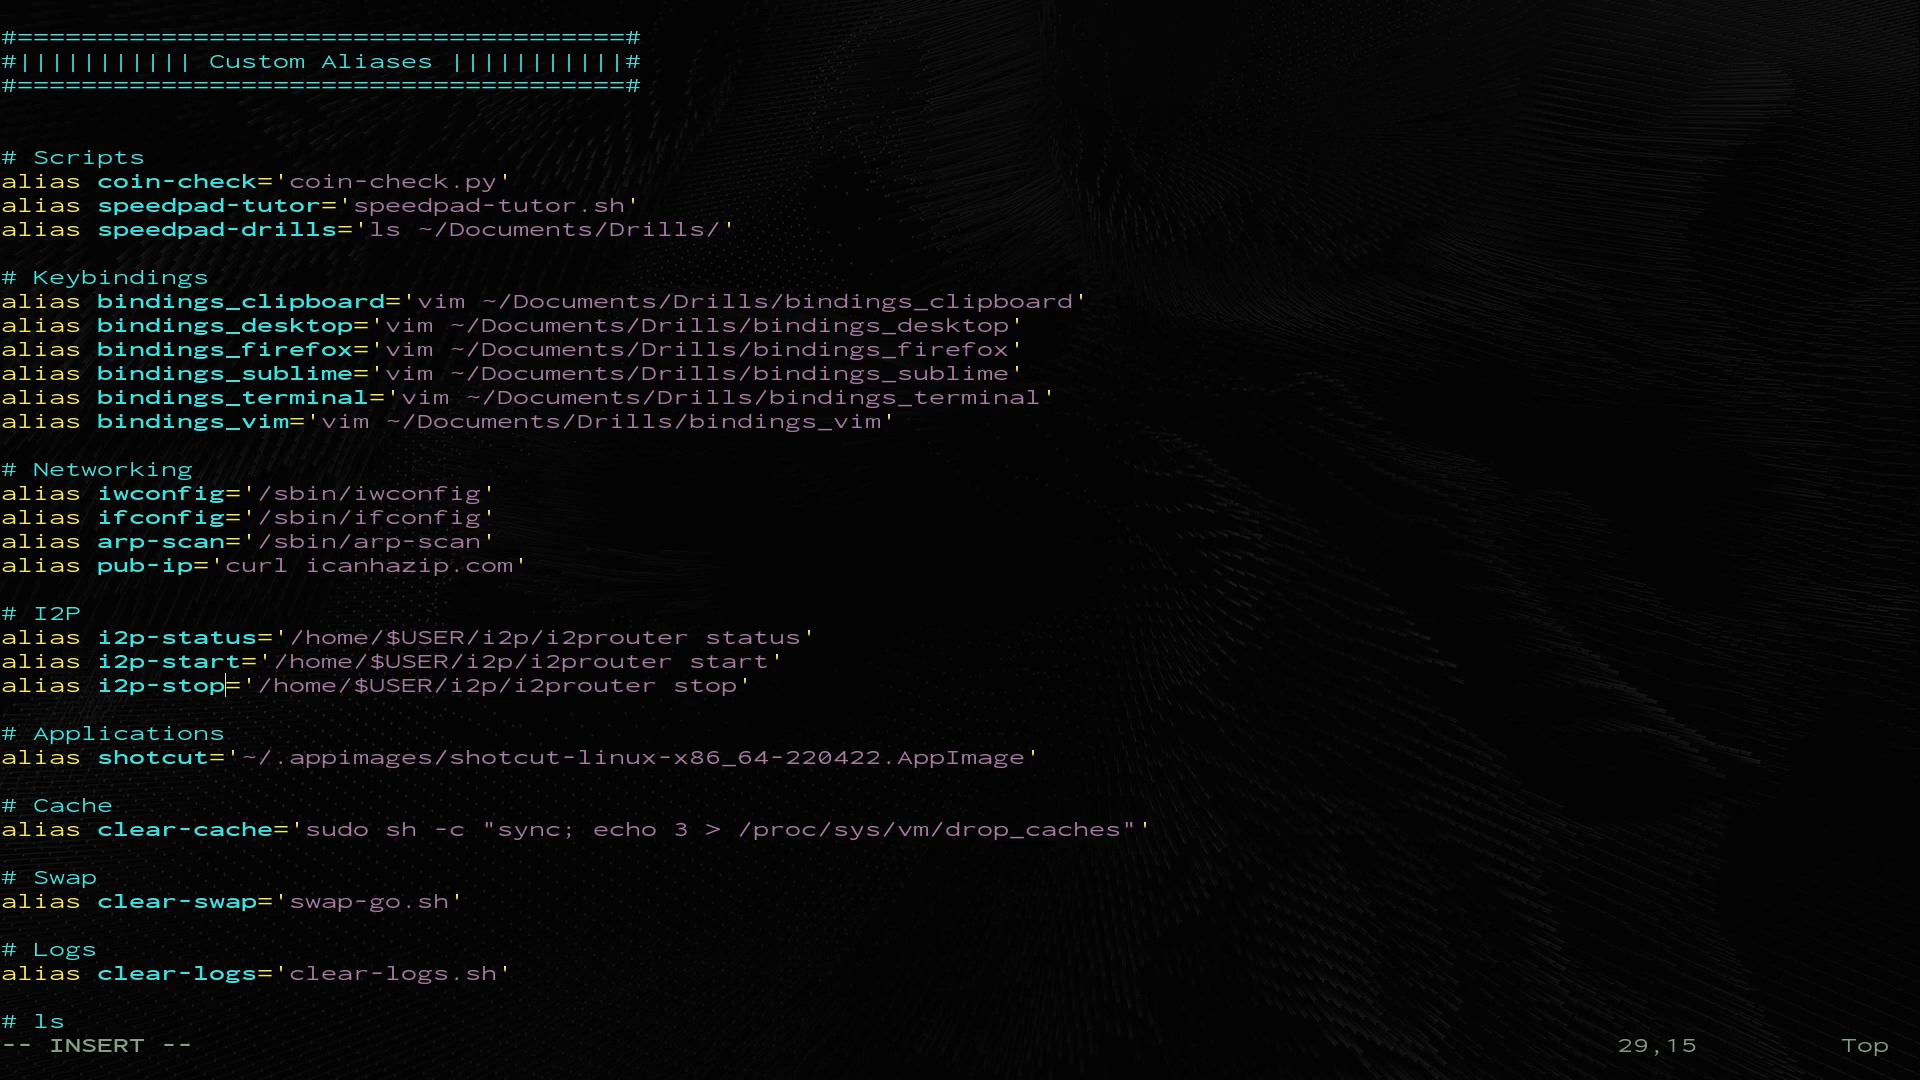 #======================================#
#||||||||||| Custom Aliases |||||||||||#
#======================================#
# Scripts
alias coin-check='coin-check.py'
alias speedpad-tutor='speedpad-tutor.sh'
alias speedpad-drills='ls ~/Documents/Drills/'
# Keybindings
alias bindings_clipboard='vim ~/Documents/Drills/bindings_clipboard'
alias bindings_desktop='vim ~/Documents/Drills/bindings_desktop'
alias bindings_firefox='vim ~/Documents/Drills/bindings_firefox'
alias bindings_sublime='vim ~/Documents/Drills/bindings_sublime'
alias bindings_terminal='vim ~/Documents/Drills/bindings_terminal'
alias bindings_vim='vim ~/Documents/Drills/bindings_vim'
# Networking
alias iwconfig='/sbin/iwconfig'
alias ifconfig='/sbin/ifconfig'
alias arp-scan='/sbin/arp-scan'
alias pub-ip='curl icanhazip.com'
# I2P
alias i2p-status='/home/$USER/i2p/i2prouter status'
alias i2p-start='/home/$USER/i2p/i2prouter start'
alias i2p-stop='/home/$USER/i2p/i2prouter stop'
# Applications
alias shotcut='~/.appimages/shotcut-linux-x86_64-220422.AppImage'
# Cache
alias clear-cache='sudo sh -c "sync; echo 3 > /proc/sys/vm/drop_caches"'
# Swap
alias clear-swap='swap-go.sh'
# Logs
alias clear-logs='clear-logs.sh'
# ls
-- INSERT -- 29,15 Top